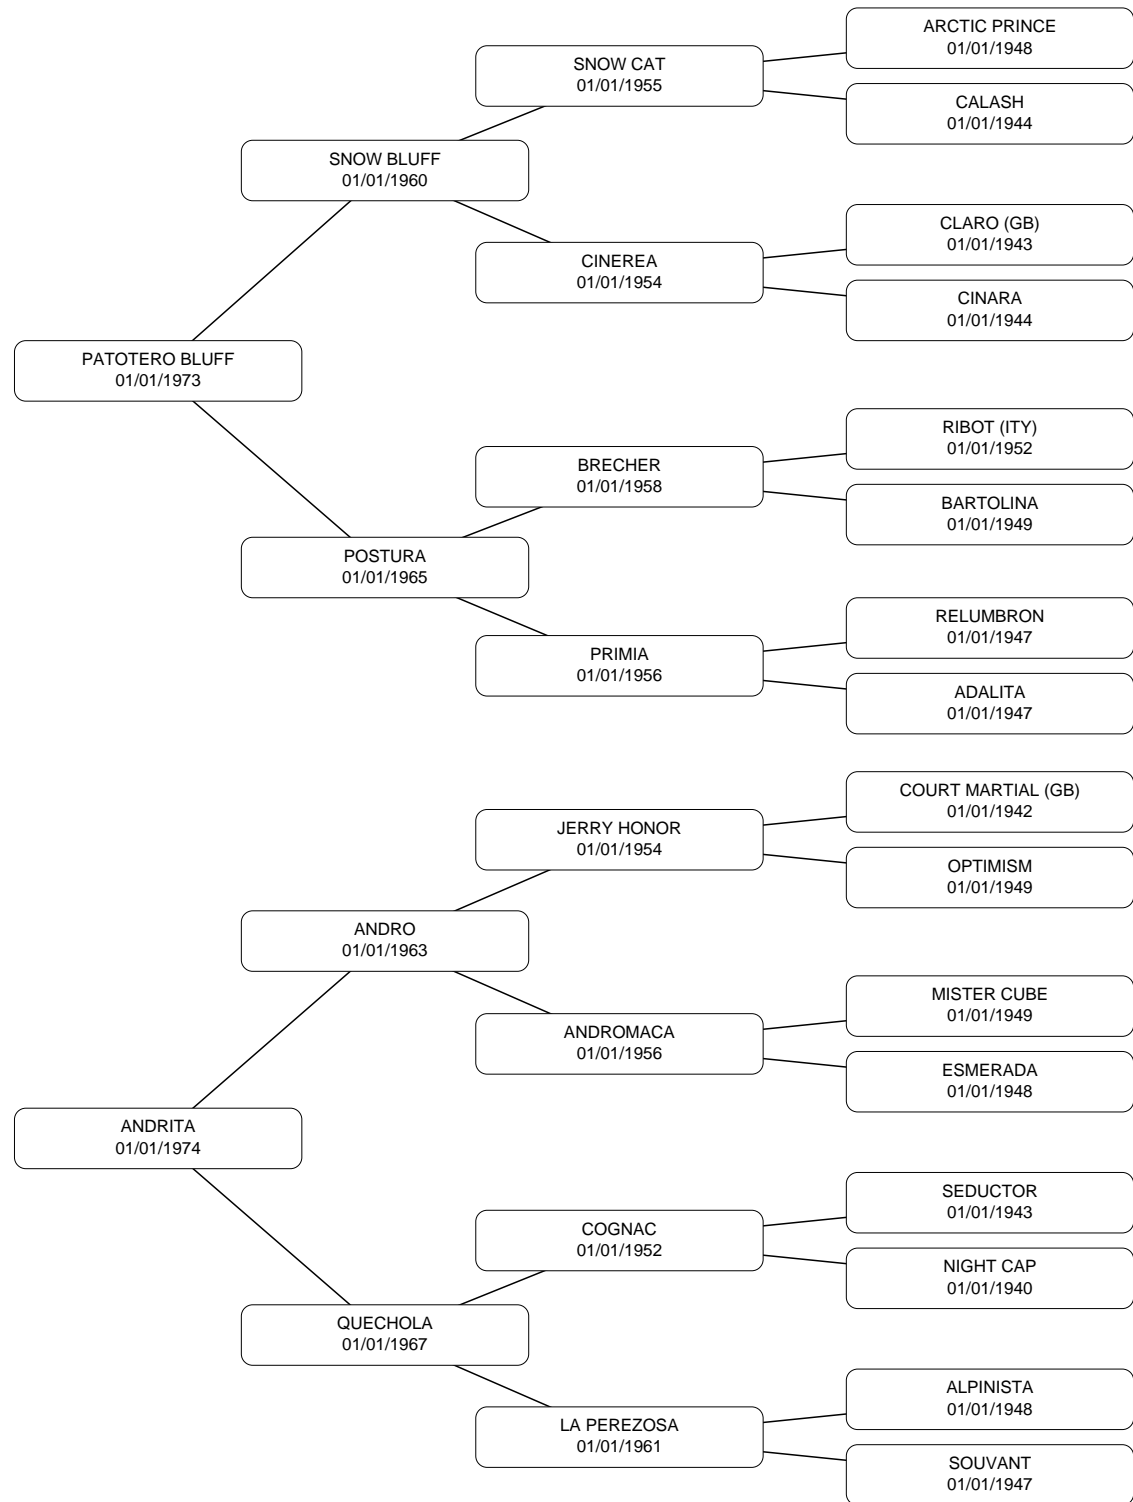 ARCTIC PRINCE
01/01/1948
SNOW CAT
01/01/1955
CALASH
01/01/1944
SNOW BLUFF
01/01/1960
CLARO (GB)
01/01/1943
CINEREA
01/01/1954
CINARA
01/01/1944
PATOTERO BLUFF
01/01/1973
RIBOT (ITY)
01/01/1952
BRECHER
01/01/1958
BARTOLINA
01/01/1949
POSTURA
01/01/1965
RELUMBRON
01/01/1947
PRIMIA
01/01/1956
ADALITA
01/01/1947
COURT MARTIAL (GB)
01/01/1942
JERRY HONOR
01/01/1954
OPTIMISM
01/01/1949
ANDRO
01/01/1963
MISTER CUBE
01/01/1949
ANDROMACA
01/01/1956
ESMERADA
01/01/1948
ANDRITA
01/01/1974
SEDUCTOR
01/01/1943
COGNAC
01/01/1952
NIGHT CAP
01/01/1940
QUECHOLA
01/01/1967
ALPINISTA
01/01/1948
LA PEREZOSA
01/01/1961
SOUVANT
01/01/1947